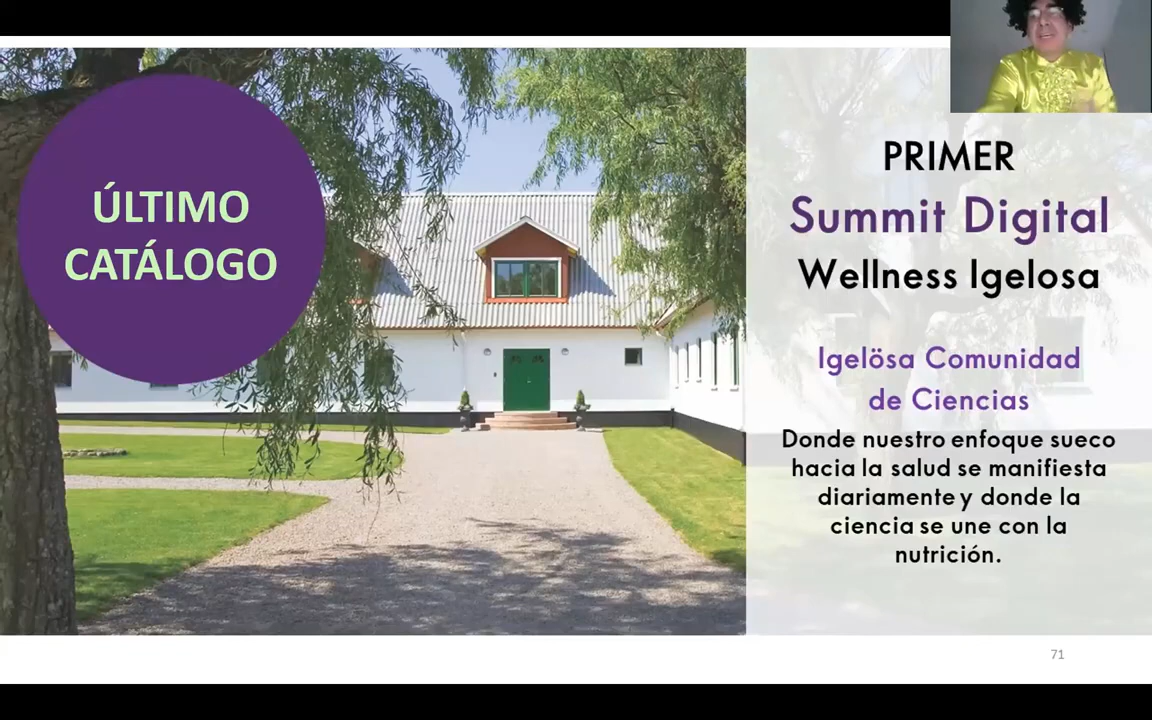 ÚLTIMO
CATÁLOGO
PRIMER
Summit Digital
Wellness Igelosa
Igelösa Comunidad
de Ciencias
Donde nuestro enfoque sueco
hacia la salud se manifiesta
diariamente y donde la
ciencia se une con la
nutrición.
71